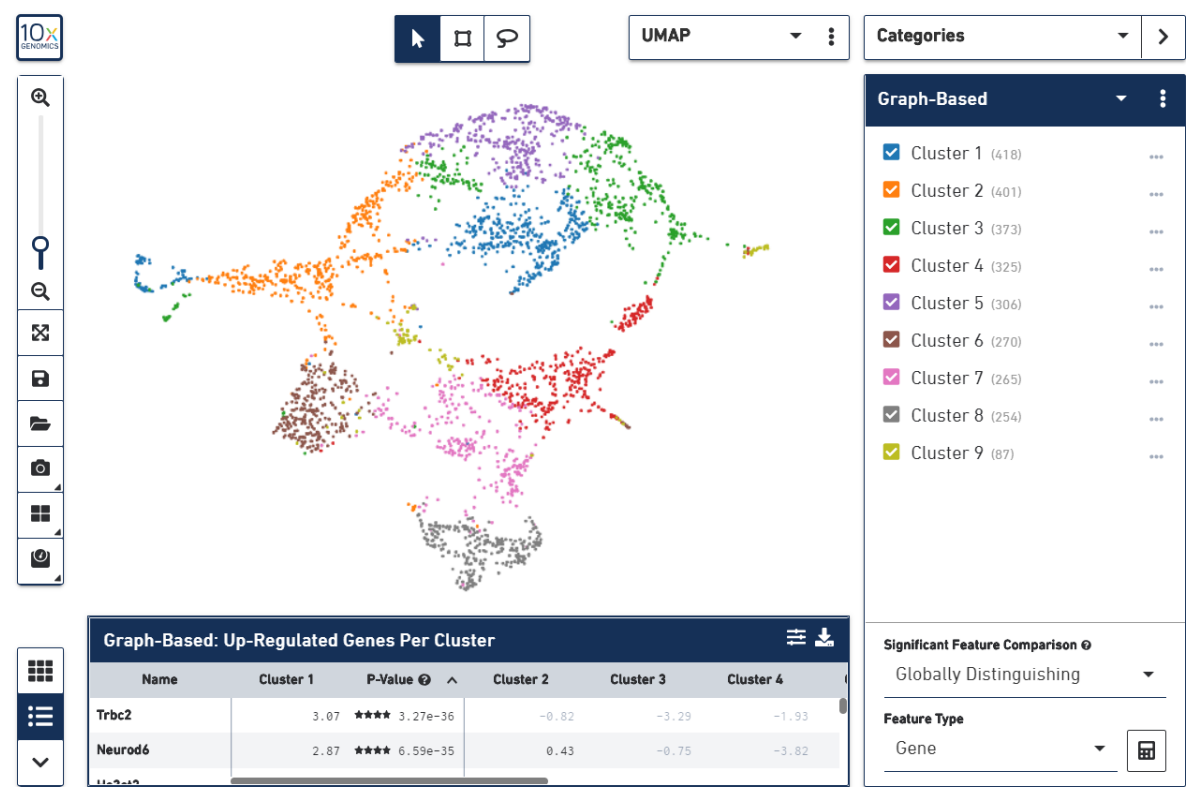 10x
GENOMICS
UMAP
Categories
Graph-Based
Cluster 1 (418)
Cluster 2 (401)
Cluster 3 (373)
Cluster 4 (325)
Cluster 5 (306)
Cluster 6 (270)
Cluster 7 (265)
Cluster 8 (254)
Cluster 9 (87)
Graph-Based: Up-Regulated Genes Per Cluster
Name Cluster 1 P-Value Cluster 2 Cluster 3 Cluster 4
Trbc2 3.07 ★★★★ 3.27e-36 -0.82 -3.29 -1.93
Neurod6 2.87 ★★★★ 6.59e-35 0.43 -0.75 -3.82
Significant Feature Comparison
Globally Distinguishing
Feature Type
Gene